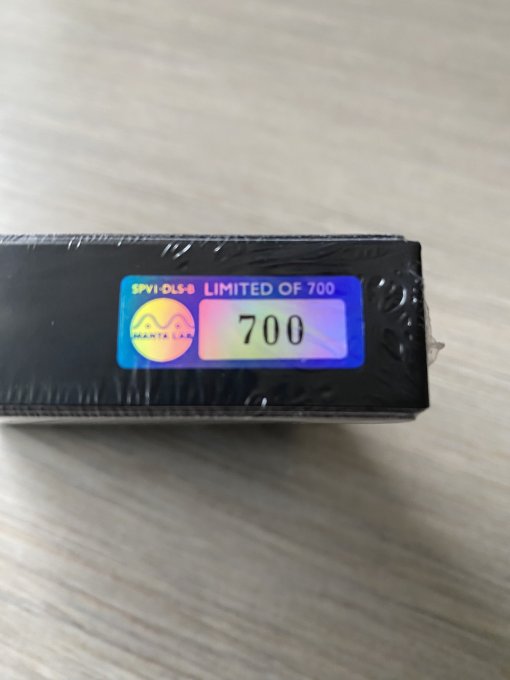 SPV1-DLS-B LIMITED OF 700
MANTA LAB
700